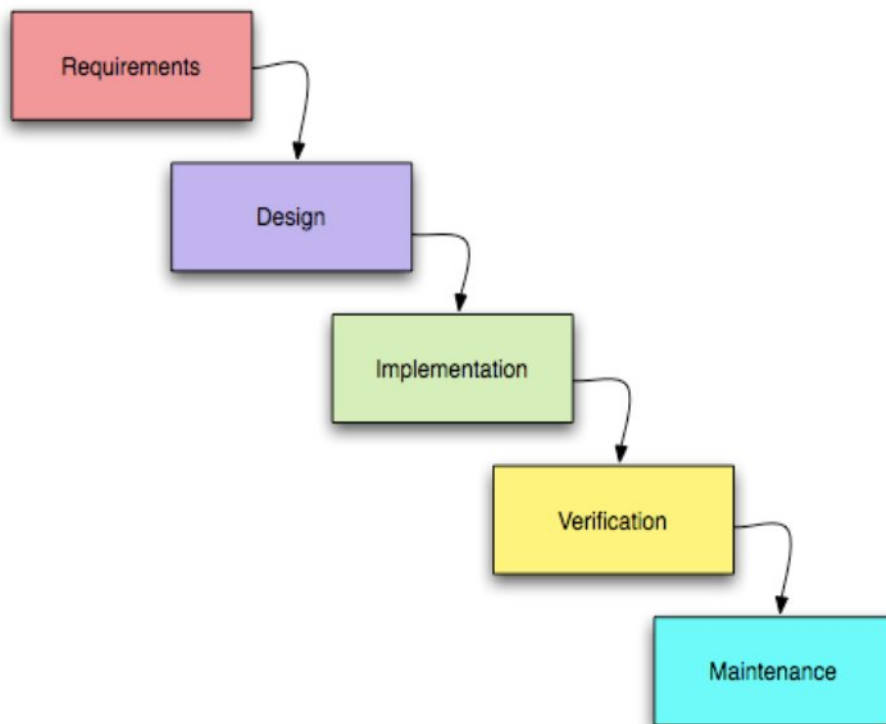 Requirements
Design
Implementation
Verification
Maintenance